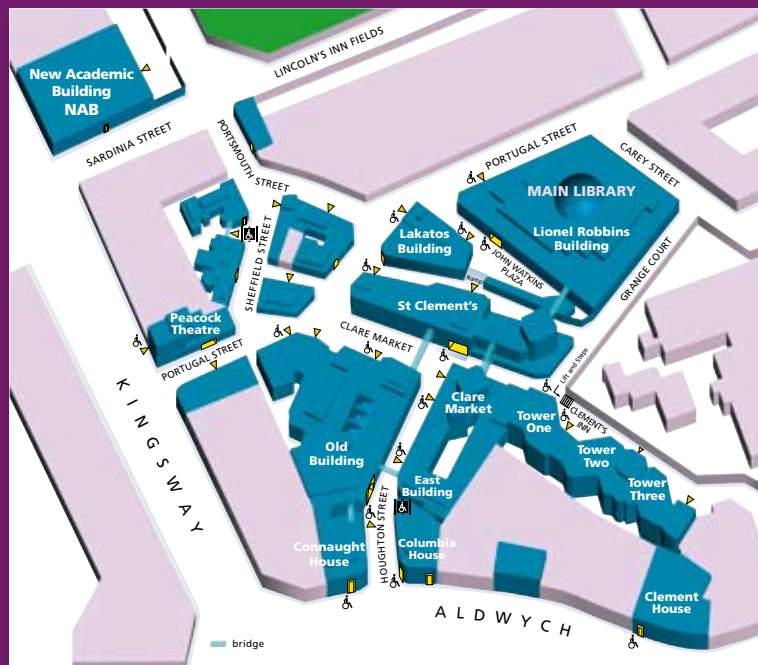 LINCOLN'S INN FIELDS
New Academic
Building
NAB
SARDINIA STREET
PORTSMOUTH
STREET
PORTUGAL STREET
CAREY STREET
MAIN LIBRARY
Lionel Robbins
Building
Lakatos
Building
JOHN WATKINS
PLAZA
GRANGE COURT
SHEFFIELD STREET
Ramp
St Clement's
Peacock
Theatre
PORTUGAL STREET
CLARE MARKET
Lift and Steps
CLEMENT'S
INN
KINGSWAY
Clare
Market
Tower
One
Tower
Two
Tower
Three
Old
Building
East
Building
HOUGHTON STREET
Connaught
House
Columbia
House
Clement
House
ALDWYCH
bridge